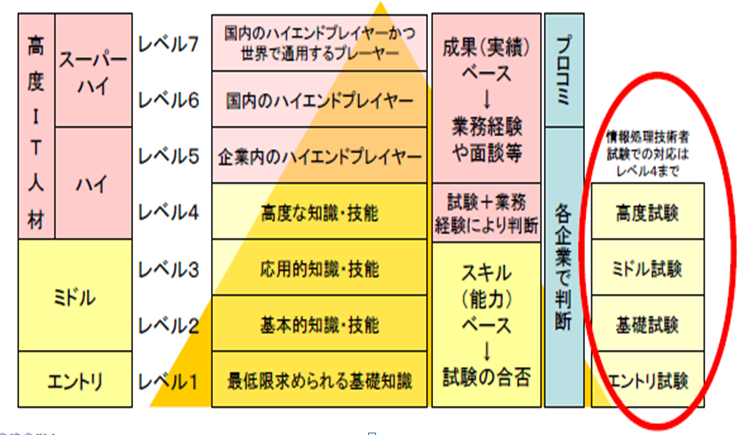 高度IT人材
スーパー
ハイ
ハイ
ミドル
エントリ
レベル7
レベル6
レベル5
レベル4
レベル3
レベル2
レベル1
国内のハイエンドプレイヤーかつ
世界で通用するプレーヤー
国内のハイエンドプレイヤー
企業内のハイエンドプレイヤー
高度な知識・技能
応用的知識・技能
基本的知識・技能
最低限求められる基礎知識
成果(実績)
ベース
↓
業務経験
や面談等
試験+業務
経験により判断
スキル
(能力)
ベース
↓
試験の合否
プロコミ
各企業で判断
情報処理技術者
試験での対応は
レベル4まで
高度試験
ミドル試験
基礎試験
エントリ試験